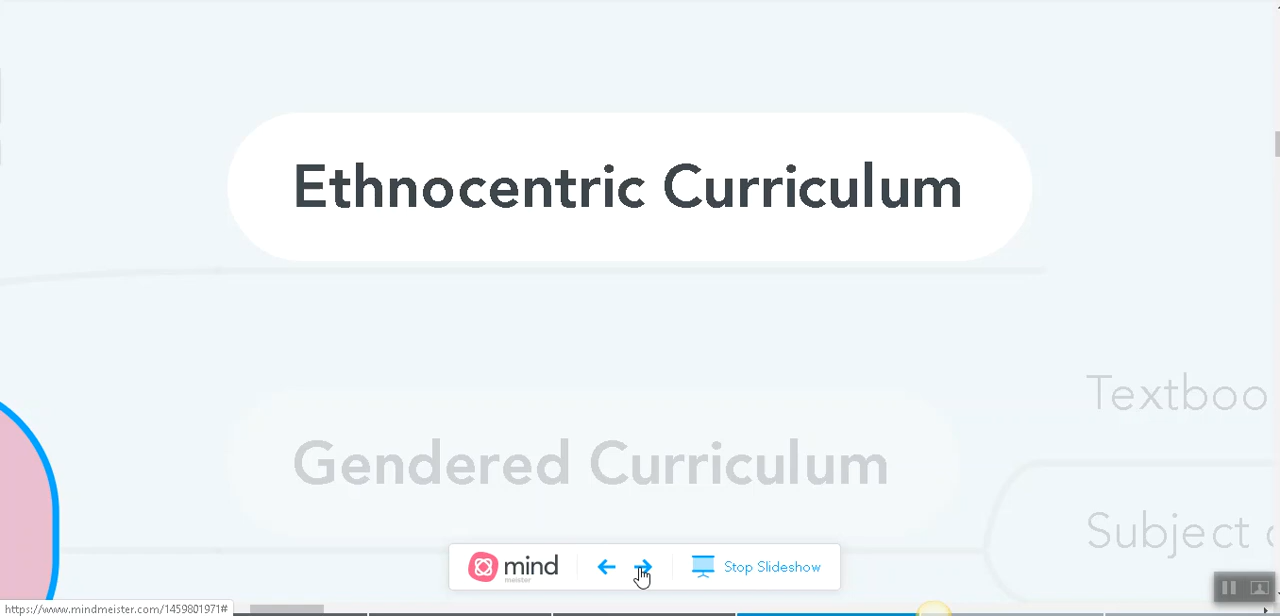 Ethnocentric Curriculum
Textboo
Gendered Curriculum
Subject
mind
meister
Stop Slideshow
https://www.mindmeister.com/1459801971#